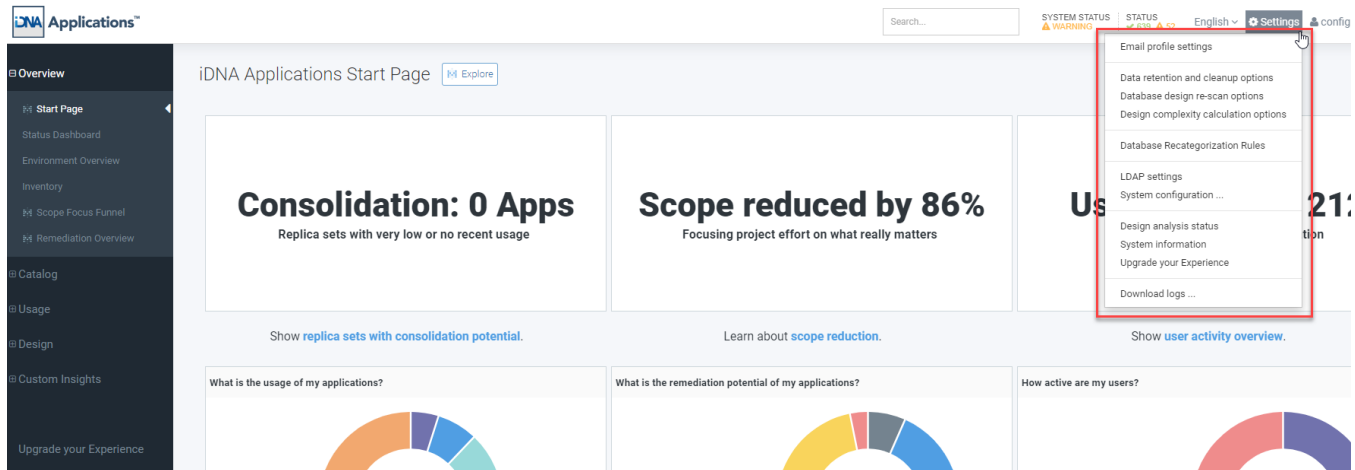 iDNA Applications™
Search...
SYSTEM STATUS
WARNING
STATUS
639 52
English
Settings
config
Email profile settings
Data retention and cleanup options
Database design re-scan options
Design complexity calculation options
Database Recategorization Rules
LDAP settings
System configuration ...
Design analysis status
System information
Upgrade your Experience
Download logs ...
Overview
Start Page
Status Dashboard
Environment Overview
Inventory
Scope Focus Funnel
Remediation Overview
Catalog
Usage
Design
Custom Insights
Upgrade your Experience
iDNA Applications Start Page
Explore
Consolidation: 0 Apps
Replica sets with very low or no recent usage
Show replica sets with consolidation potential.
Scope reduced by 86%
Focusing project effort on what really matters
Learn about scope reduction.
Show user activity overview.
What is the usage of my applications?
What is the remediation potential of my applications?
How active are my users?